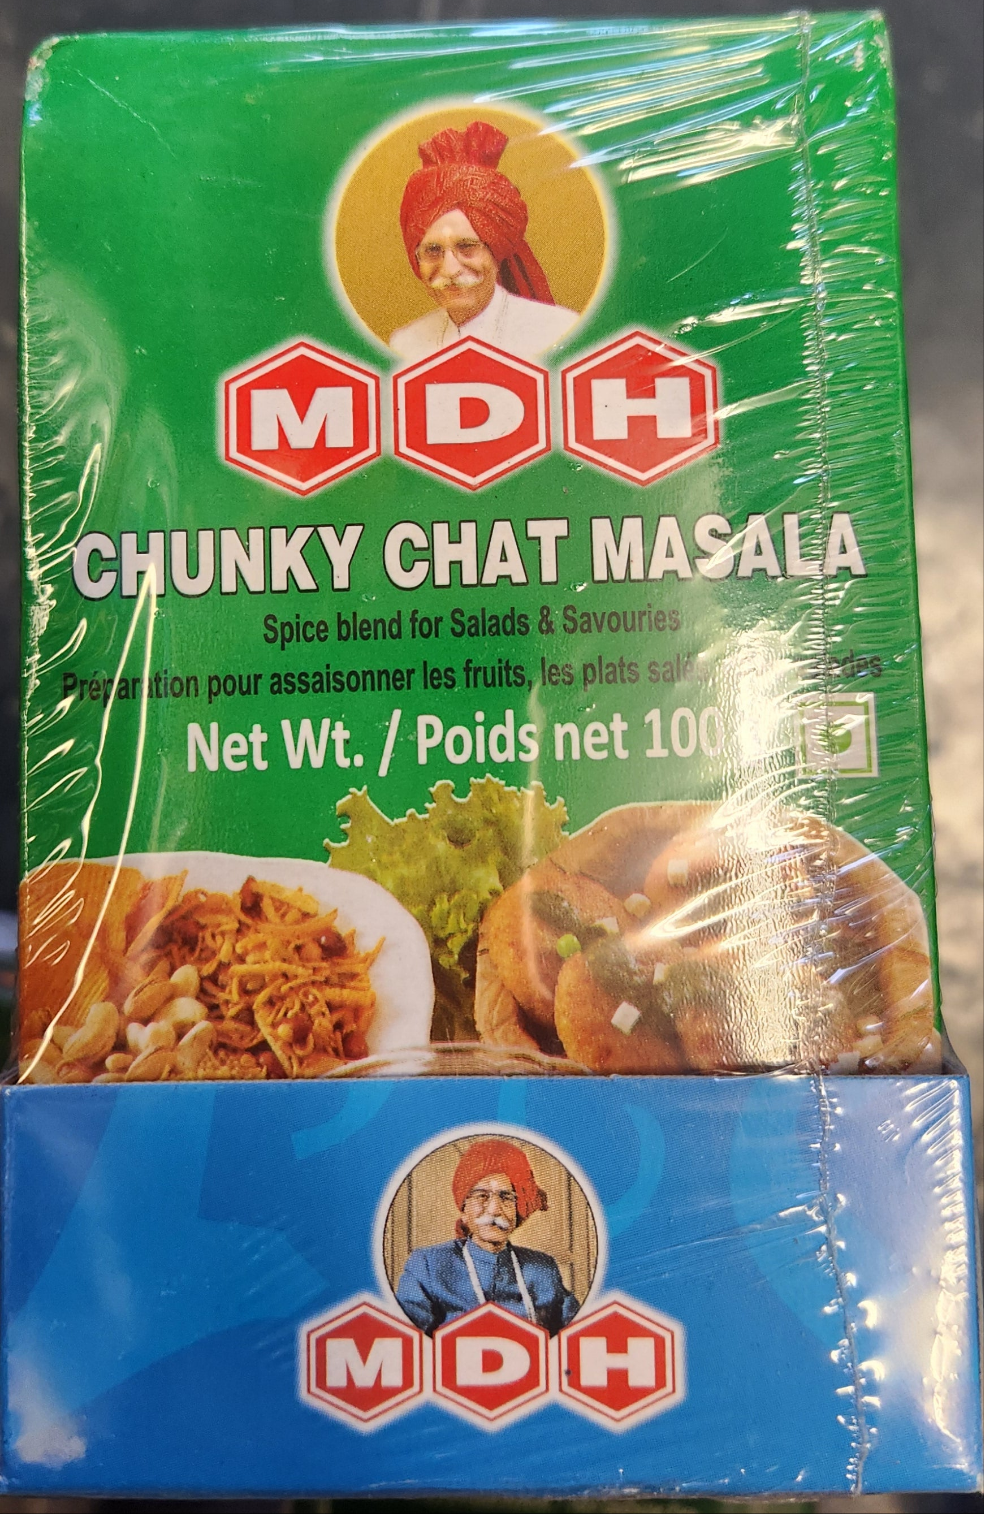 MDH
CHUNKY CHAT MASALA
Spice blend for Salads & Savouries
Préparation pour assaisonner les fruits, les plats salés
Net Wt. / Poids net 100
MDH